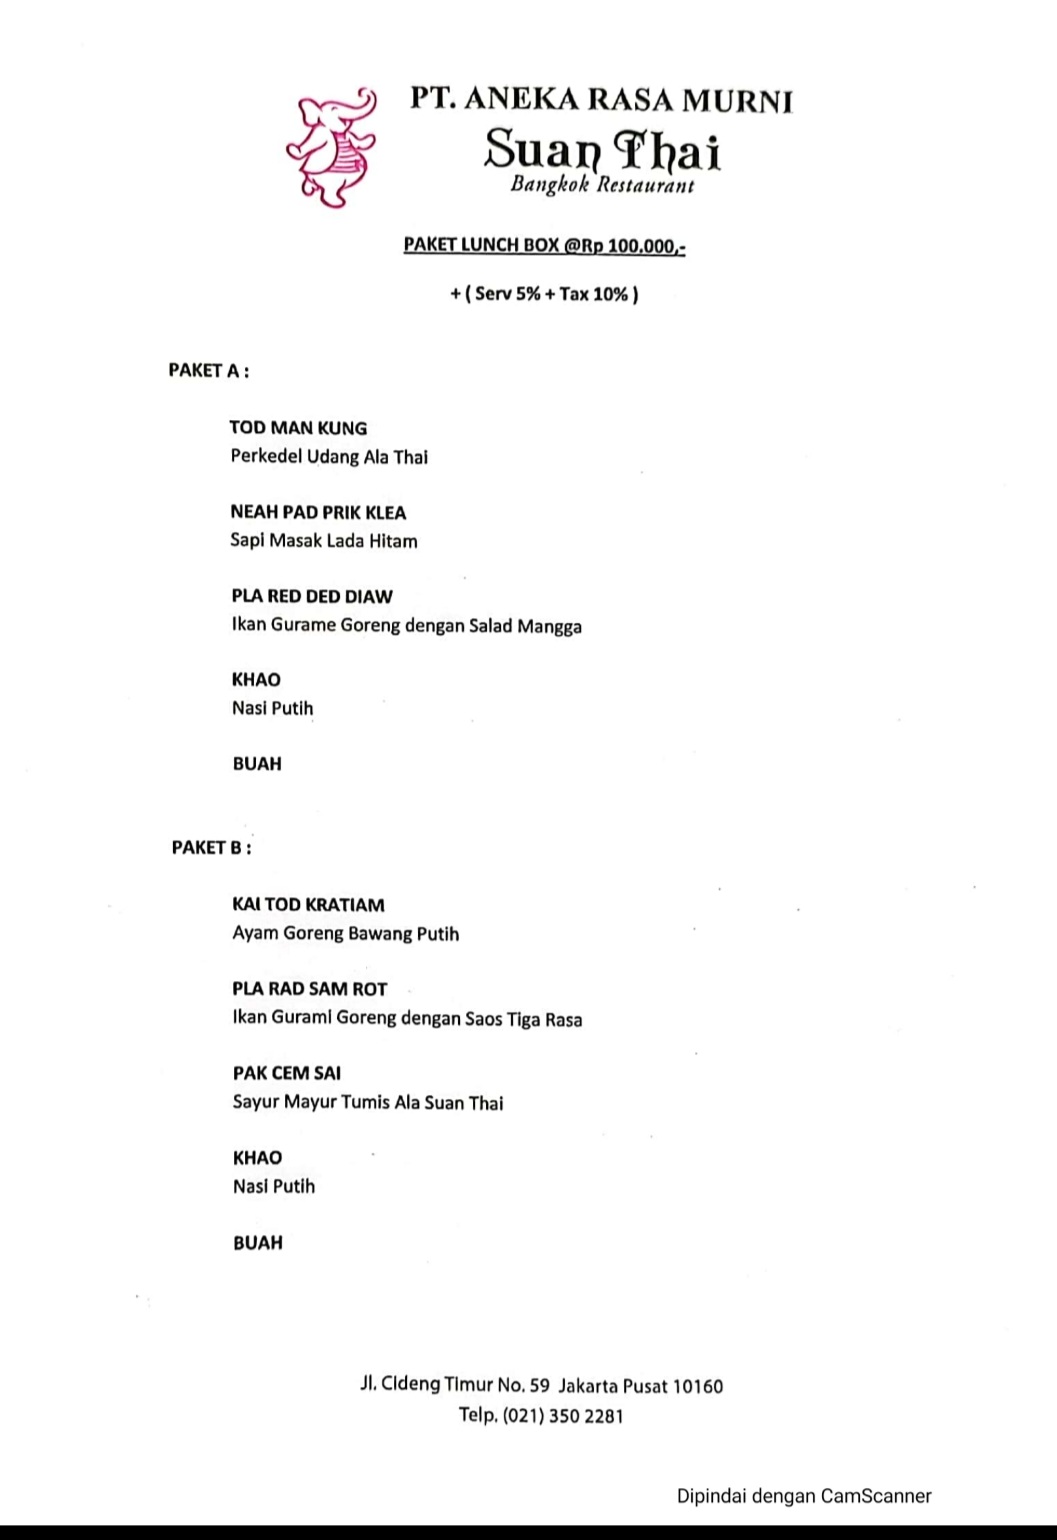 PT. ANEKA RASA MURNI
Suan Thai
Bangkok Restaurant
PAKET LUNCH BOX @Rp 100.000,-
+ ( Serv 5% + Tax 10% )
PAKET A :
TOD MAN KUNG
Perkedel Udang Ala Thai
NEAH PAD PRIK KLEA
Sapi Masak Lada Hitam
PLA RED DED DIAW
Ikan Gurame Goreng dengan Salad Mangga
KHAO
Nasi Putih
BUAH
PAKET B :
KAI TOD KRATIAM
Ayam Goreng Bawang Putih
PLA RAD SAM ROT
Ikan Gurami Goreng dengan Saos Tiga Rasa
PAK CEM SAI
Sayur Mayur Tumis Ala Suan Thai
KHAO
Nasi Putih
BUAH
Jl. Cideng Timur No. 59 Jakarta Pusat 10160
Telp. (021) 350 2281
Dipindai dengan CamScanner